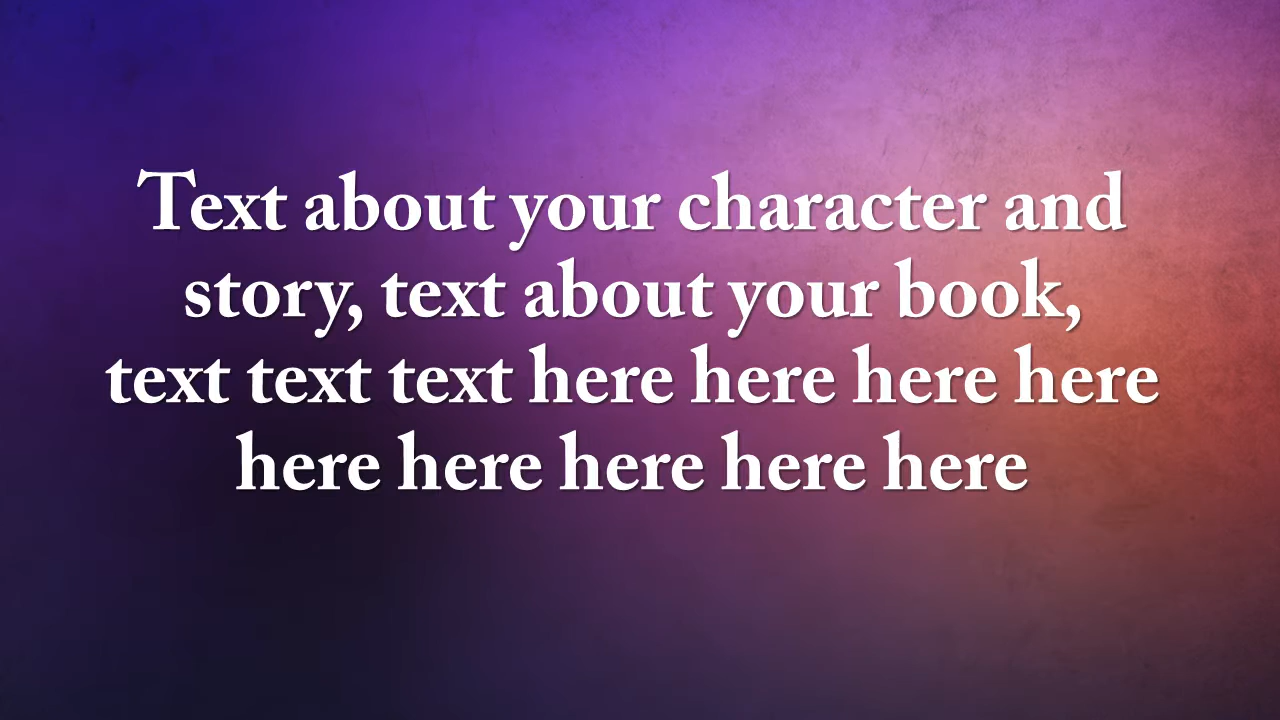 Text about your character and
story, text about your book,
text text text here here here here
here here here here here